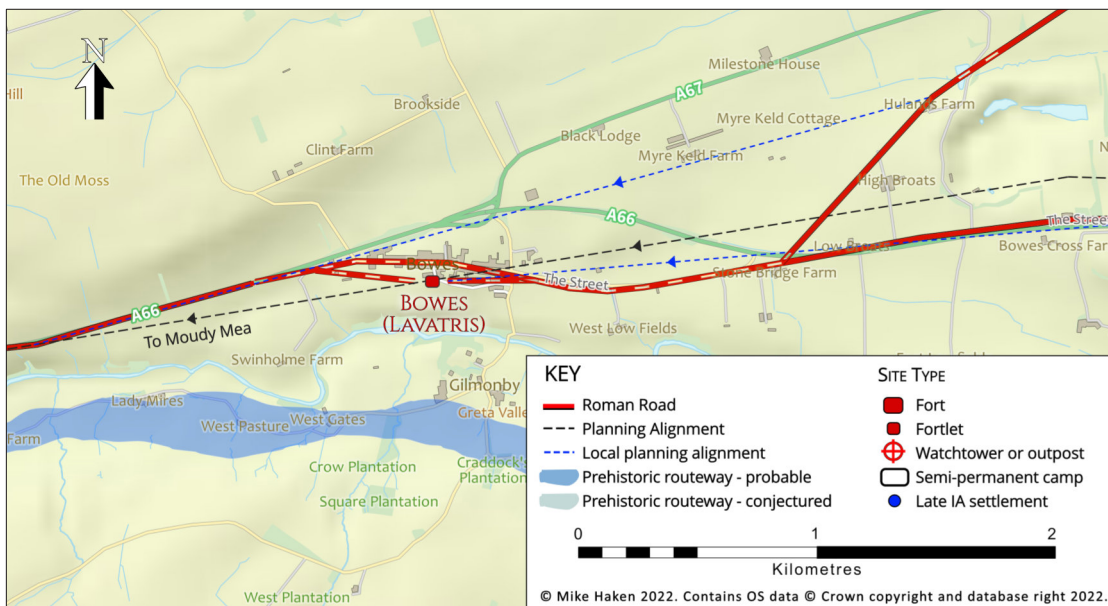 N
Hill
Milestone House
A67
Brookside
Hulands Farm
Myre Keld Cottage
Black Lodge
Clint Farm
Myre Keld Farm
The Old Moss
High Broats
A66
The Street
Low Broats
Bowes Cross Far
Bowes
Stone Bridge Farm
The Street
BOWES
(LAVATRIS)
A66
To Moudy Mea
West Low Fields
Swinholme Farm
Gilmonby
Lady Mires
Greta Valle
West Gates
West Pasture
Farm
Crow Plantation
Craddock's
Plantation
Square Plantation
West Plantation
KEY
Roman Road
Planning Alignment
Local planning alignment
Prehistoric routeway - probable
Prehistoric routeway - conjectured
SITE TYPE
Fort
Fortlet
Watchtower or outpost
Semi-permanent camp
Late IA settlement
0 1 2
Kilometres
© Mike Haken 2022. Contains OS data © Crown copyright and database right 2022.